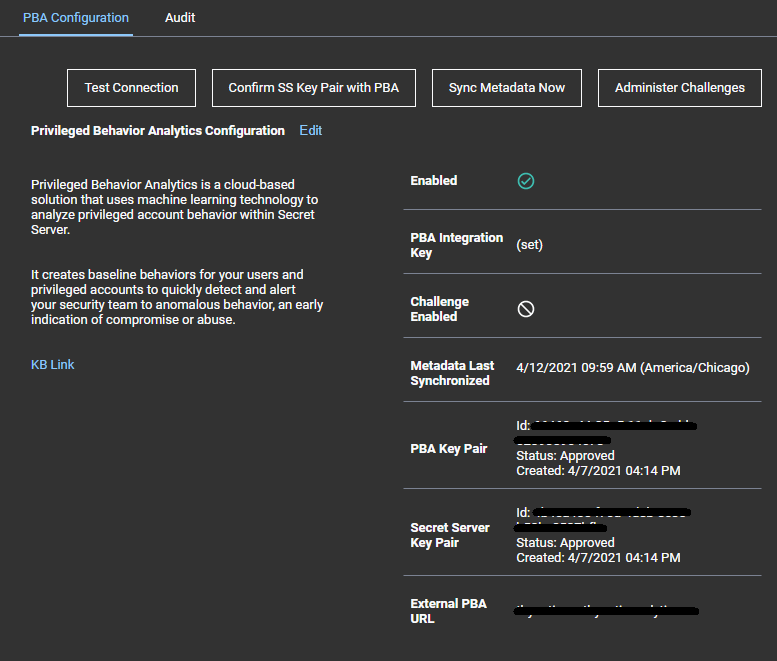 PBA Configuration
Audit
Test Connection
Confirm SS Key Pair with PBA
Sync Metadata Now
Administer Challenges
Privileged Behavior Analytics Configuration Edit
Privileged Behavior Analytics is a cloud-based
solution that uses machine learning technology to
analyze privileged account behavior within Secret
Server.
It creates baseline behaviors for your users and
privileged accounts to quickly detect and alert
your security team to anomalous behavior, an early
indication of compromise or abuse.
KB Link
Enabled
PBA Integration
Key
(set)
Challenge
Enabled
Metadata Last
Synchronized
4/12/2021 09:59 AM (America/Chicago)
PBA Key Pair
Id:
Status: Approved
Created: 4/7/2021 04:14 PM
Secret Server
Key Pair
Id:
Status: Approved
Created: 4/7/2021 04:14 PM
External PBA
URL